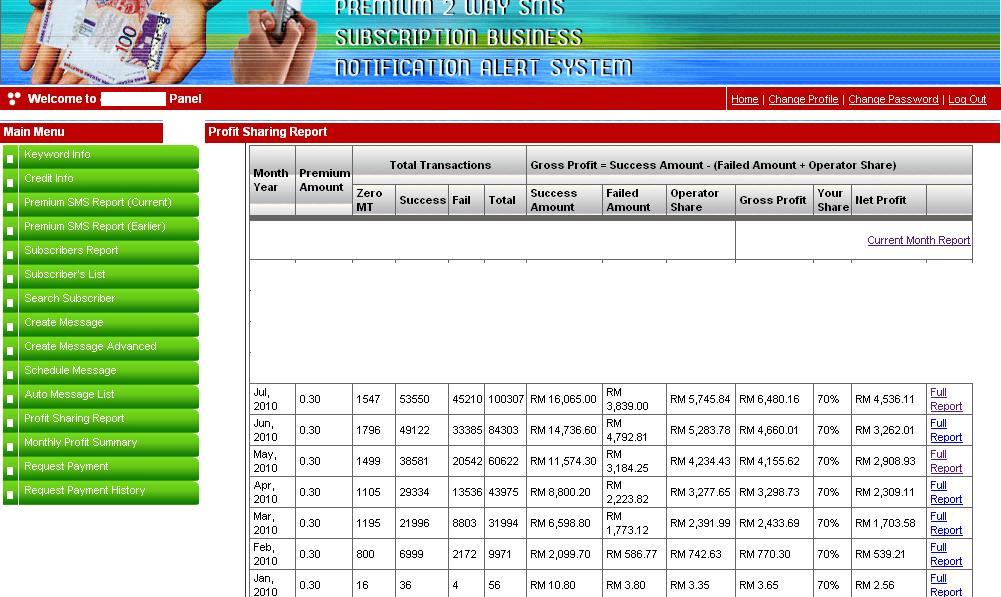 PREMIUM 2 WAY SMS
SUBSCRIPTION BUSINESS
NOTIFICATION ALERT SYSTEM
100
Welcome to Panel
Home | Change Profile | Change Password | Log Out
Main Menu
Keyword Info
Credit Info
Premium SMS Report (Current)
Premium SMS Report (Earlier)
Subscribers Report
Subscriber's List
Search Subscriber
Create Message
Create Message Advanced
Schedule Message
Auto Message List
Profit Sharing Report
Monthly Profit Summary
Request Payment
Request Payment History
Profit Sharing Report
Month Year Premium Amount Total Transactions Gross Profit = Success Amount - (Failed Amount + Operator Share)
Zero MT Success Fail Total Success Amount Failed Amount Operator Share Gross Profit Your Share Net Profit
Current Month Report
Jul, 2010 0.30 1547 53550 45210 100307 RM 16,065.00 RM 3,839.00 RM 5,745.84 RM 6,480.16 70% RM 4,536.11 Full Report
Jun, 2010 0.30 1796 49122 33385 84303 RM 14,736.60 RM 4,792.81 RM 5,283.78 RM 4,660.01 70% RM 3,262.01 Full Report
May, 2010 0.30 1499 38581 20542 60622 RM 11,574.30 RM 3,184.25 RM 4,234.43 RM 4,155.62 70% RM 2,908.93 Full Report
Apr, 2010 0.30 1105 29334 13536 43975 RM 8,800.20 RM 2,223.82 RM 3,277.65 RM 3,298.73 70% RM 2,309.11 Full Report
Mar, 2010 0.30 1195 21996 8803 31994 RM 6,598.80 RM 1,773.12 RM 2,391.99 RM 2,433.69 70% RM 1,703.58 Full Report
Feb, 2010 0.30 800 6999 2172 9971 RM 2,099.70 RM 586.77 RM 742.63 RM 770.30 70% RM 539.21 Full Report
Jan, 2010 0.30 16 36 4 56 RM 10.80 RM 3.80 RM 3.35 RM 3.65 70% RM 2.56 Full Report